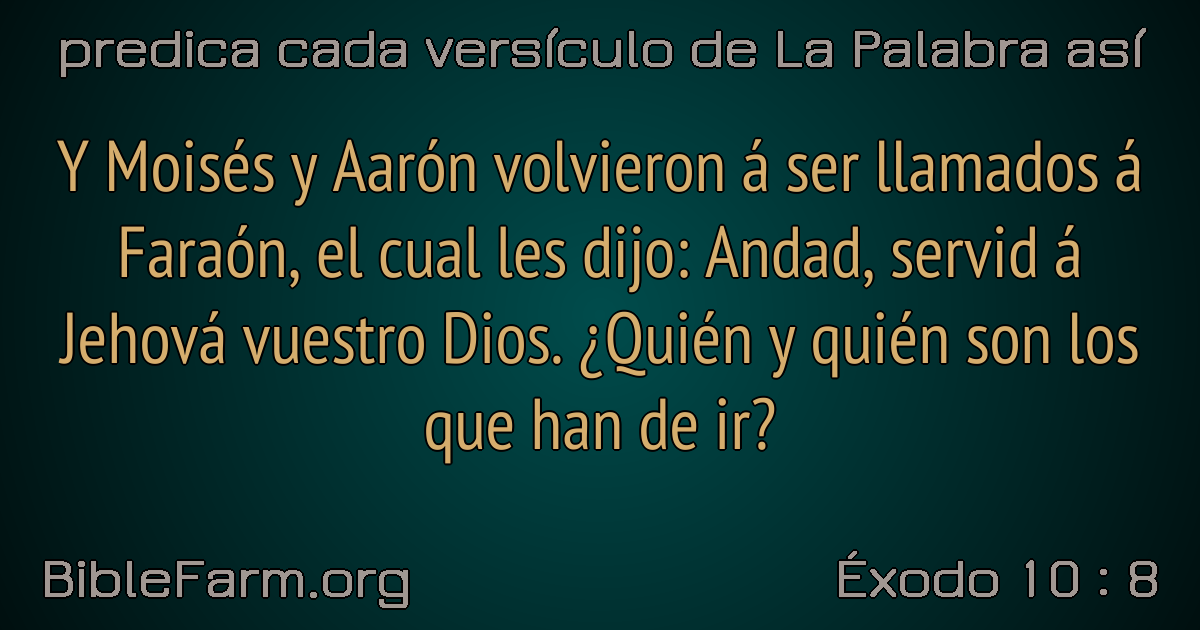 predica cada versículo de La Palabra así
Y Moisés y Aarón volvieron á ser llamados á
Faraón, el cual les dijo: Andad, servid á
Jehová vuestro Dios. ¿Quién y quién son los
que han de ir?
BibleFarm.org
Éxodo 10 : 8